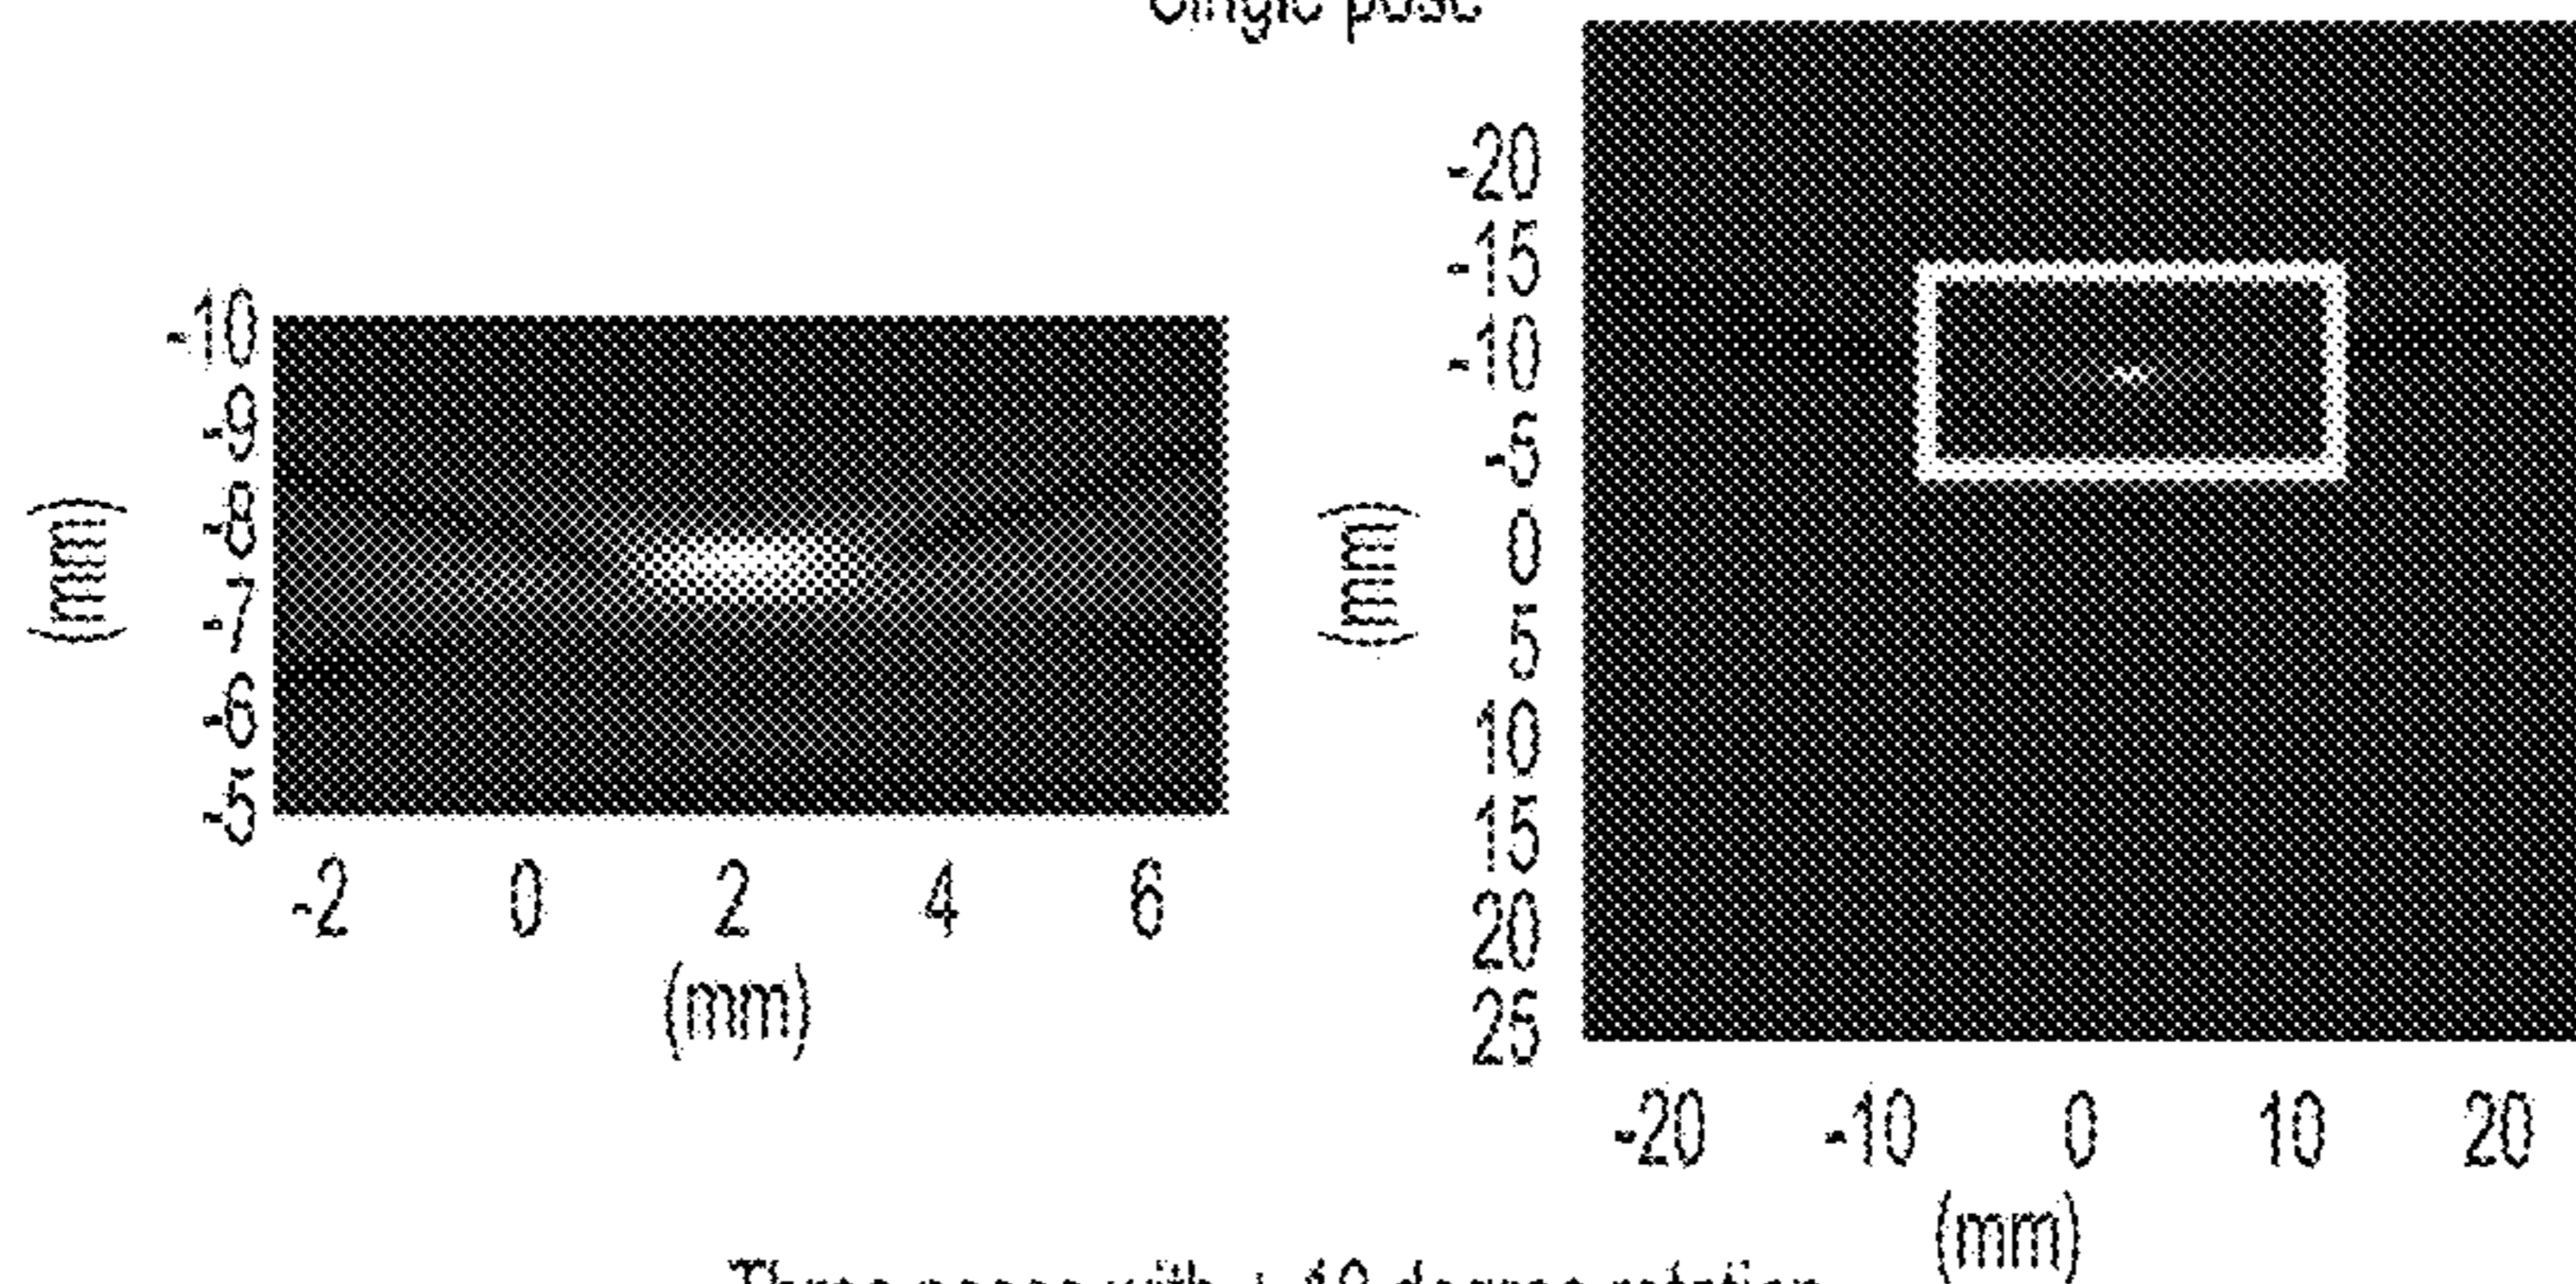 Single pose
-10
-9
-8
-7
-6
-5
(mm)
-2 0 2 4 6
(mm)
-20
-15
-10
-5
0
5
10
15
20
25
(mm)
-20 -10 0 10 20
(mm)
Three poses with ± 10 degree rotation